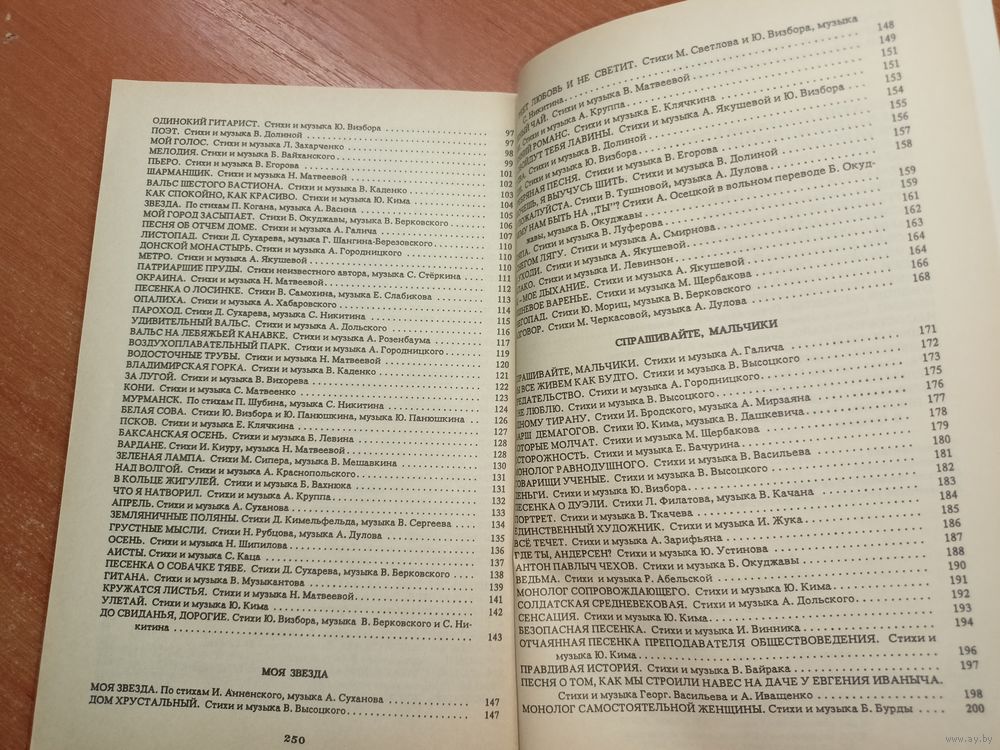 ОДИНОКИЙ ГИТАРИСТ. Стихи и музыка Ю. Визбора 97
ПОЭТ. Стихи и музыка В. Долиной 97
МОЙ ГОЛОС. Стихи и музыка Л. Захарченко 98
МЕЛОДИЯ. Стихи и музыка Б. Вайханского 99
ПЬЕРО. Стихи и музыка В. Егорова 101
ШАРМАНЩИК. Стихи и музыка Н. Матвеевой 102
ВАЛЬС ШЕСТОГО БАСТИОНА. Стихи и музыка В. Каденко 103
КАК СПОКОЙНО, КАК КРАСИВО. Стихи и музыка Ю. Кима 104
ЗВЕЗДА. По стихам П. Когана, музыка А. Васина 105
МОЙ ГОРОД ЗАСЫПАЕТ. Стихи Б. Окуджавы, музыка В. Берковского 106
ПЕСНЯ ОБ ОТЧЕМ ДОМЕ. Стихи и музыка А. Галича 107
ЛИСТОПАД. Стихи Д. Сухарева, музыка Г. Шангина-Березовского 110
ДОНСКОЙ МОНАСТЫРЬ. Стихи и музыка А. Городницкого 110
МЕТРО. Стихи и музыка А. Якушевой 110
ПАТРИАРШИЕ ПРУДЫ. Стихи неизвестного автора, музыка С. Стёркина 111
ОКРАИНА. Стихи и музыка Н. Матвеевой 112
ПЕСЕНКА О ЛОСИНКЕ. Стихи В. Самохина, музыка Е. Слабикова 113
ОПАЛИХА. Стихи и музыка А. Хабаровского 114
ПАРОХОД. Стихи Д. Сухарева, музыка С. Никитина 115
УДИВИТЕЛЬНЫЙ ВАЛЬС. Стихи и музыка А. Дольского 116
ВАЛЬС НА ЛЕБЯЖЬЕЙ КАНАВКЕ. Стихи и музыка А. Розенбаума 117
ВОЗДУХОПЛАВАТЕЛЬНЫЙ ПАРК. Стихи и музыка А. Городницкого 119
ВОДОСТОЧНЫЕ ТРУБЫ. Стихи и музыка Н. Матвеевой 120
ВЛАДИМИРСКАЯ ГОРКА. Стихи и музыка В. Каденко 121
ЗА ЛУГОЙ. Стихи и музыка В. Вихорева 122
КОНИ. Стихи и музыка С. Матвеенко 123
МУРМАНСК. По стихам П. Шубина, музыка С. Никитина 124
БЕЛАЯ СОВА. Стихи Ю. Визбора и Ю. Панюшкина, музыка Ю. Панюшкина 126
ПСКОВ. Стихи и музыка Е. Клячкина 127
БАКСАНСКАЯ ОСЕНЬ. Стихи и музыка Б. Левина 128
ВАРДАНЕ. Стихи И. Киуру, музыка Н. Матвеевой 128
ЗЕЛЕНАЯ ЛАМПА. Стихи М. Сипера, музыка В. Мешавкина 130
НАД ВОЛГОЙ. Стихи и музыка А. Краснопольского 131
В КОЛЬЦЕ ЖИГУЛЕЙ. Стихи и музыка Б. Вахнюка 131
ЧТО Я НАТВОРИЛ. Стихи и музыка А. Круппа 132
АПРЕЛЬ. Стихи и музыка А. Суханова 133
ЗЕМЛЯНИЧНЫЕ ПОЛЯНЫ. Стихи Д. Кимельфельда, музыка В. Сергеева 134
ГРУСТНЫЕ МЫСЛИ. Стихи Н. Рубцова, музыка А. Дулова 135
ОСЕНЬ. Стихи и музыка Н. Шипилова 136
АИСТЫ. Стихи и музыка С. Каца 137
ПЕСЕНКА О СОБАЧКЕ ТЯБЕ. Стихи Д. Сухарева, музыка В. Берковского 138
ГИТАНА. Стихи и музыка В. Музыкантова 139
КРУЖАТСЯ ЛИСТЬЯ. Стихи и музыка Н. Матвеевой 141
УЛЕТАЙ. Стихи и музыка Ю. Кима 142
ДО СВИДАНЬЯ, ДОРОГИЕ. Стихи Ю. Визбора, музыка В. Берковского и С. Ни-
китина 143
МОЯ ЗВЕЗДА
МОЯ ЗВЕЗДА. По стихам И. Анненского, музыка А. Суханова 147
ДОМ ХРУСТАЛЬНЫЙ. Стихи и музыка В. Высоцкого 147
250
ЛЮБОВЬ И НЕ СВЕТИТ. Стихи М. Светлова и Ю. Визбора, музыка
С. Никитина 148
ЧАЙ. Стихи и музыка В. Матвеевой 149
Стихи и музыка А. Круппа 151
РОМАНС. Стихи и музыка Е. Клячкина 151
ТЕБЯ ЛАВИНЫ. Стихи и музыка А. Якушевой и Ю. Визбора 153
Стихи и музыка В. Долиной 154
Стихи и музыка Ю. Визбора 155
ПЕСНЯ. Стихи и музыка В. Егорова 156
Я ВЫУЧУСЬ ШИТЬ. Стихи и музыка В. Долиной 157
ПОЖАЛУЙСТА. Стихи В. Тушновой, музыка А. Дулова 158
НАМ БЫТЬ НА „ТЫ"? Стихи А. Осецкой в вольном переводе Б. Окуд-
жавы, музыка Б. Окуджавы 159
Стихи и музыка В. Луферова 159
ЛЯГУ. Стихи и музыка А. Смирнова 161
Стихи и музыка А. Якушевой 162
Стихи и музыка И. Левинзон 163
МОЕ ДЫХАНИЕ. Стихи и музыка А. Якушевой 164
ВАРЕНЬЕ. Стихи и музыка М. Щербакова 164
Стихи Ю. Мориц, музыка В. Берковского 166
Стихи М. Черкасовой, музыка А. Дулова 168
СПРАШИВАЙТЕ, МАЛЬЧИКИ
СПРАШИВАЙТЕ, МАЛЬЧИКИ. Стихи и музыка А. Галича 171
ВСЕ ЖИВЕМ КАК БУДТО. Стихи и музыка В. Высоцкого 172
Стихи и музыка А. Городницкого 173
НЕ ЛЮБЛЮ. Стихи и музыка В. Высоцкого 175
ОДНОМУ ТИРАНУ. Стихи И. Бродского, музыка А. Мирзаяна 176
МАРШ ДЕМАГОГОВ. Стихи Ю. Кима, музыка В. Дашкевича 177
КОТОРЫЕ МОЛЧАТ. Стихи и музыка М. Щербакова 178
ОСТОРОЖНОСТЬ. Стихи и музыка Е. Бачурина 179
МОНОЛОГ РАВНОДУШНОГО. Стихи и музыка В. Васильева 180
ТОВАРИЩИ УЧЕНЫЕ. Стихи и музыка В. Высоцкого 181
ДЕНЬГИ. Стихи и музыка Ю. Визбора 182
ПЕСЕНКА О ДУЭЛИ. Стихи Л. Филатова, музыка В. Качана 183
ПОРТРЕТ. Стихи и музыка В. Ткачева 184
ЕДИНСТВЕННЫЙ ХУДОЖНИК. Стихи и музыка И. Жука 185
ВСЁ ТЕЧЕТ. Стихи и музыка А. Зарифьяна 186
ГДЕ ТЫ, АНДЕРСЕН? Стихи и музыка Ю. Устинова 187
АНТОН ПАВЛЫЧ ЧЕХОВ. Стихи и музыка Б. Окуджавы 188
ВЕДЬМА. Стихи и музыка Р. Абельской 190
МОНОЛОГ СОПРОВОЖДАЮЩЕГО. Стихи и музыка Ю. Кима 191
СОЛДАТСКАЯ СРЕДНЕВЕКОВАЯ. Стихи и музыка А. Дольского 192
СЕНСАЦИЯ. Стихи и музыка Ю. Кима 193
БЕЗОПАСНАЯ ПЕСЕНКА. Стихи и музыка И. Винника 194
ОТЧАЯННАЯ ПЕСЕНКА ПРЕПОДАВАТЕЛЯ ОБЩЕСТВОВЕДЕНИЯ. Стихи и
музыка Ю. Кима 196
ПРАВДИВАЯ ИСТОРИЯ. Стихи и музыка В. Байрака 197
ПЕСНЯ О ТОМ, КАК МЫ СТРОИЛИ НАВЕС НА ДАЧЕ У ЕВГЕНИЯ ИВАНЫЧА.
Стихи и музыка Георг. Васильева и А. Иващенко 198
МОНОЛОГ САМОСТОЯТЕЛЬНОЙ ЖЕНЩИНЫ. Стихи и музыка Б. Бурды 200
www.ay.by